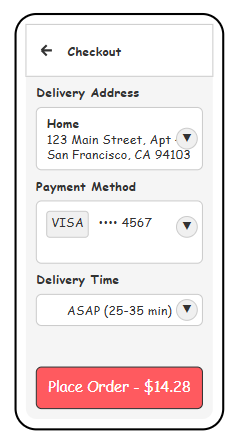 Checkout
Delivery Address
Home
123 Main Street, Apt
San Francisco, CA 94103
Payment Method
VISA •••• 4567
Delivery Time
ASAP (25-35 min)
Place Order - $14.28